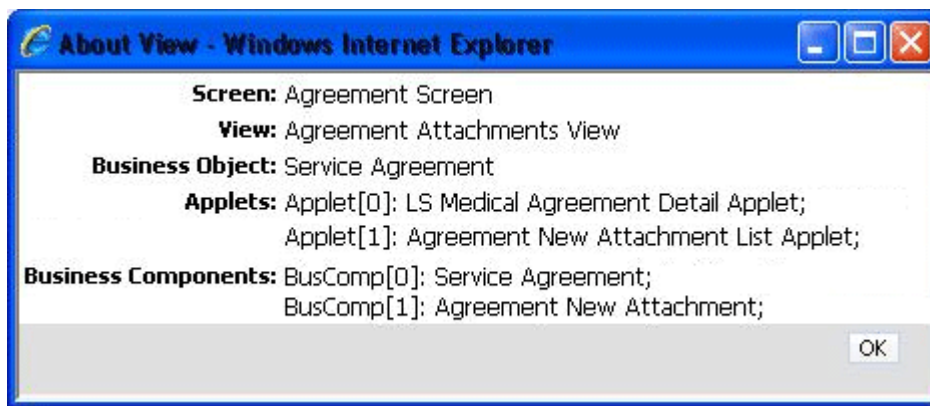 About View - Windows Internet Explorer
Screen: Agreement Screen
View: Agreement Attachments View
Business Object: Service Agreement
Applets: Applet[0]: LS Medical Agreement Detail Applet;
Applet[1]: Agreement New Attachment List Applet;
Business Components: BusComp[0]: Service Agreement;
BusComp[1]: Agreement New Attachment;
OK